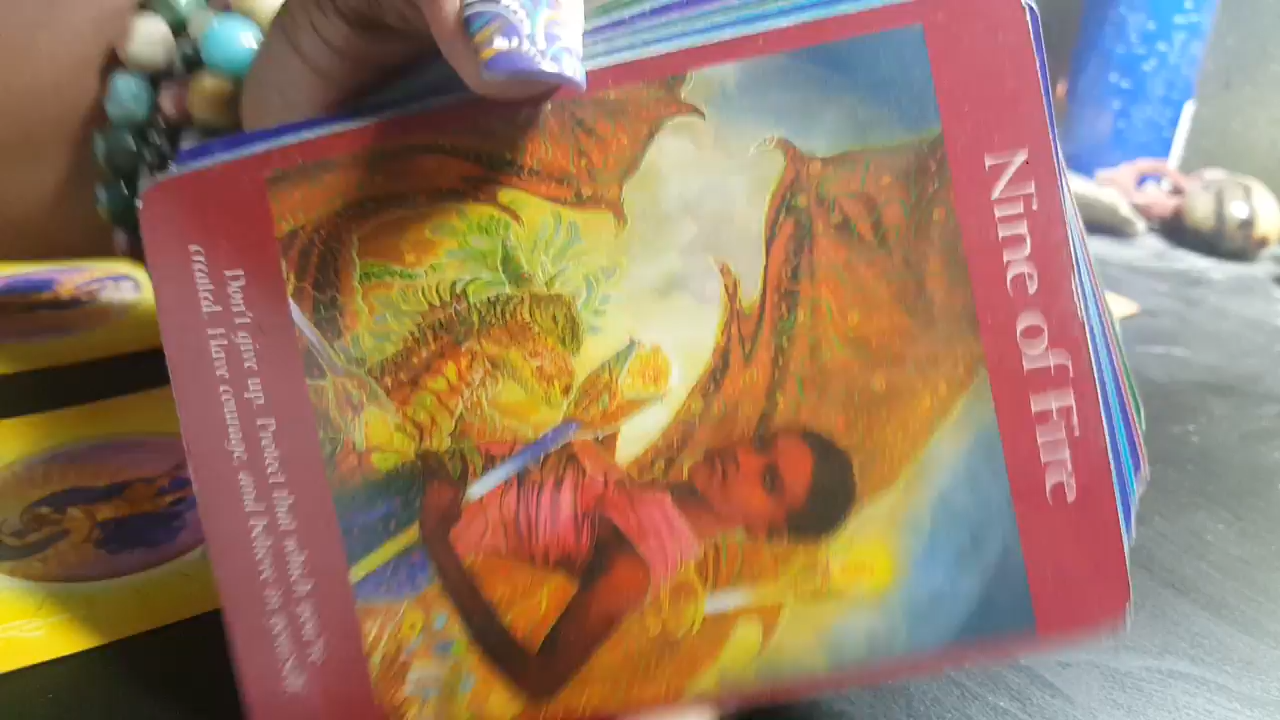 Nine of Fire
Don't give up. Protect that which you've
created. Have courage, and believe in yourself.